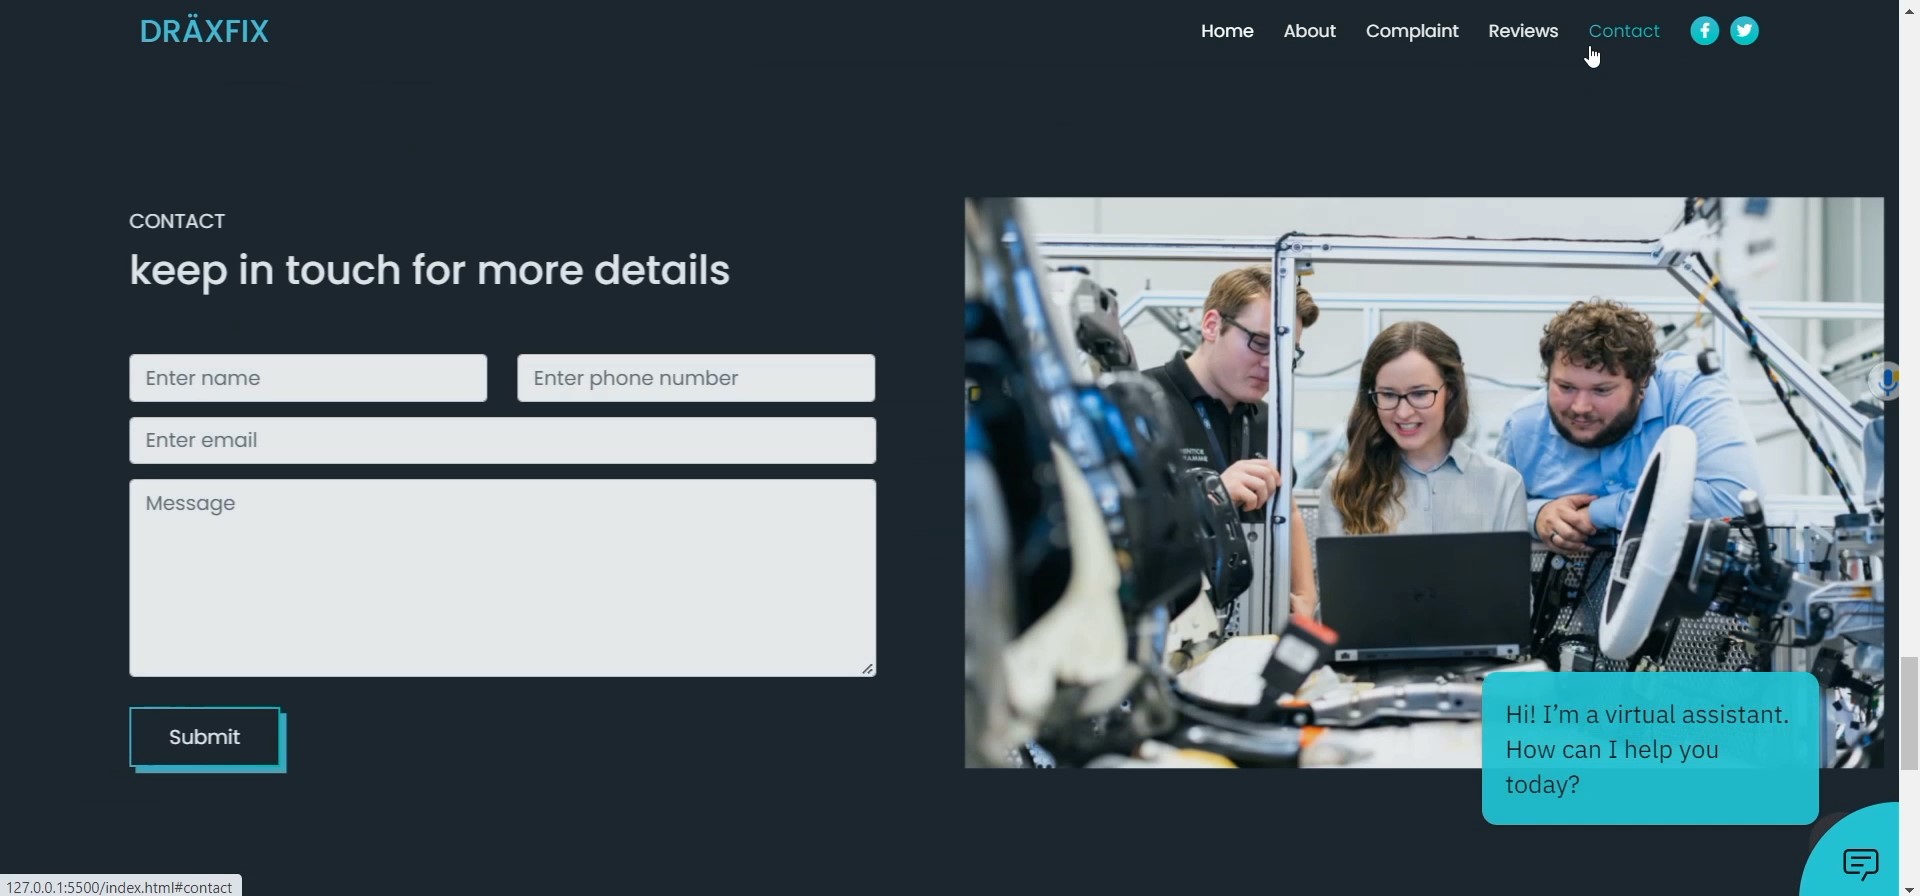 DRÄXFIX
Home About Complaint Reviews Contact
CONTACT
keep in touch for more details
Enter name
Enter phone number
Enter email
Message
Submit
Hi! I’m a virtual assistant.
How can I help you
today?
127.0.0.1:5500/index.html#contact